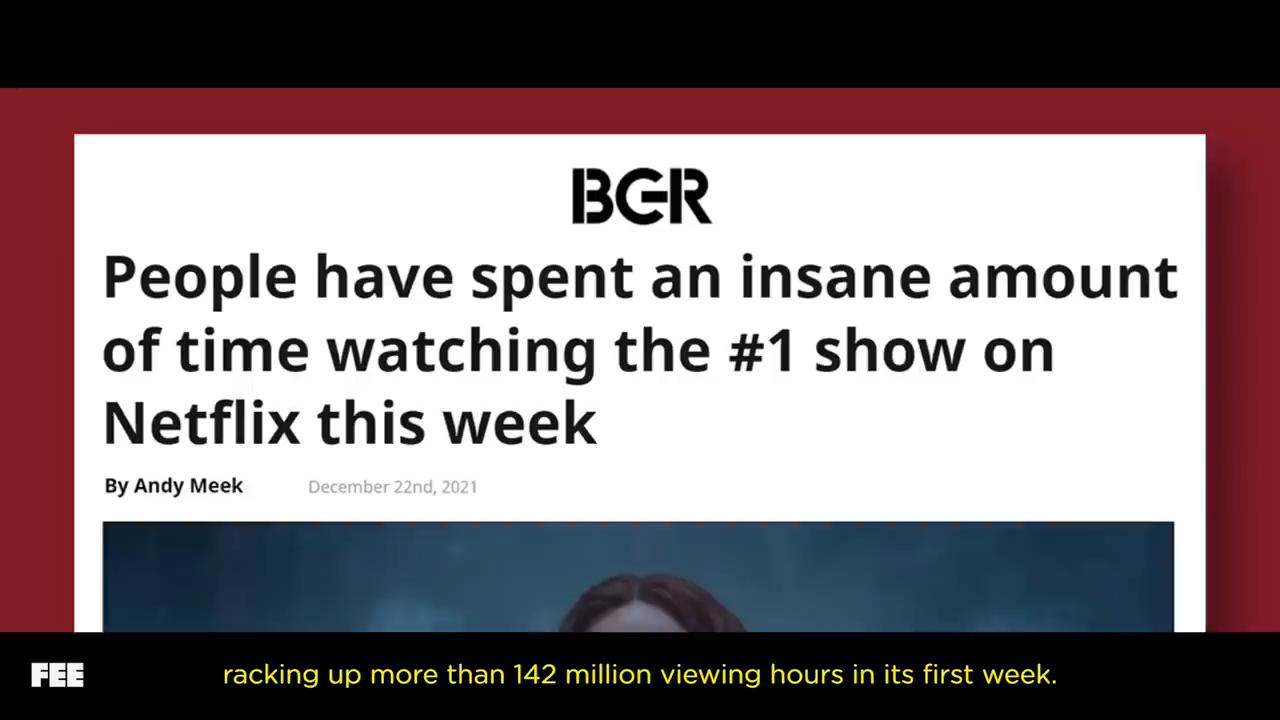 BGR
People have spent an insane amount
of time watching the #1 show on
Netflix this week
By Andy Meek December 22nd, 2021
FEE
racking up more than 142 million viewing hours in its first week.